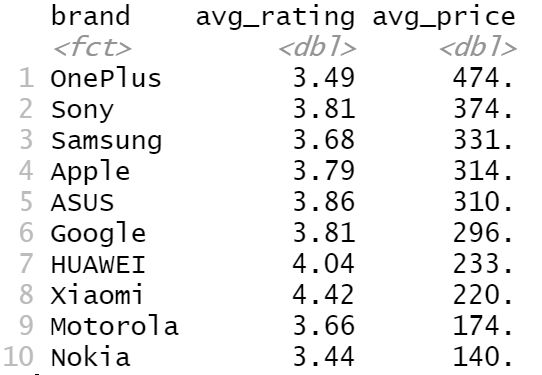 brand avg_rating avg_price
<fct> <dbl> <dbl>
1 OnePlus 3.49 474.
2 Sony 3.81 374.
3 Samsung 3.68 331.
4 Apple 3.79 314.
5 ASUS 3.86 310.
6 Google 3.81 296.
7 HUAWEI 4.04 233.
8 Xiaomi 4.42 220.
9 Motorola 3.66 174.
10 Nokia 3.44 140.